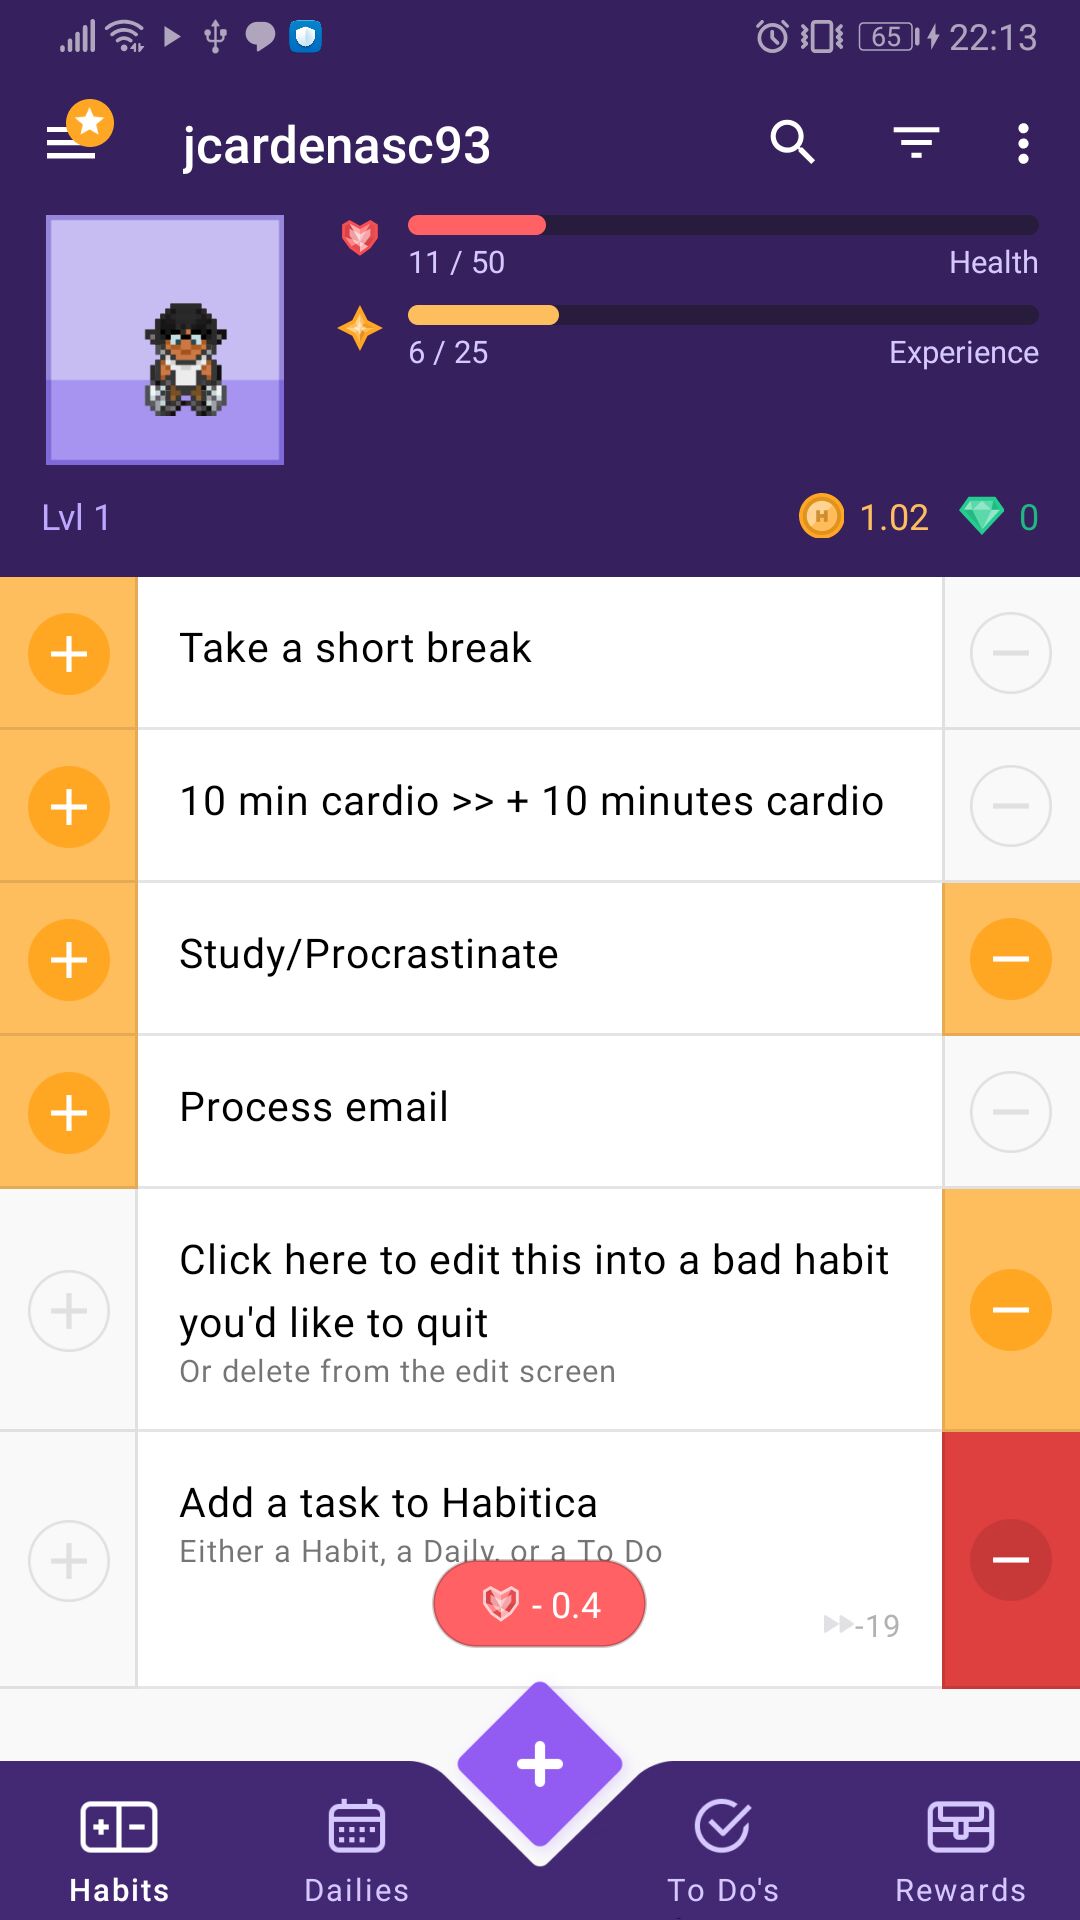 65 22:13
jcardenasc93
11 / 50 Health
6 / 25 Experience
Lvl 1 1.02 0
Take a short break
10 min cardio >> + 10 minutes cardio
Study/Procrastinate
Process email
Click here to edit this into a bad habit
you'd like to quit
Or delete from the edit screen
Add a task to Habitica
Either a Habit, a Daily, or a To Do
- 0.4
-19
Habits Dailies To Do's Rewards